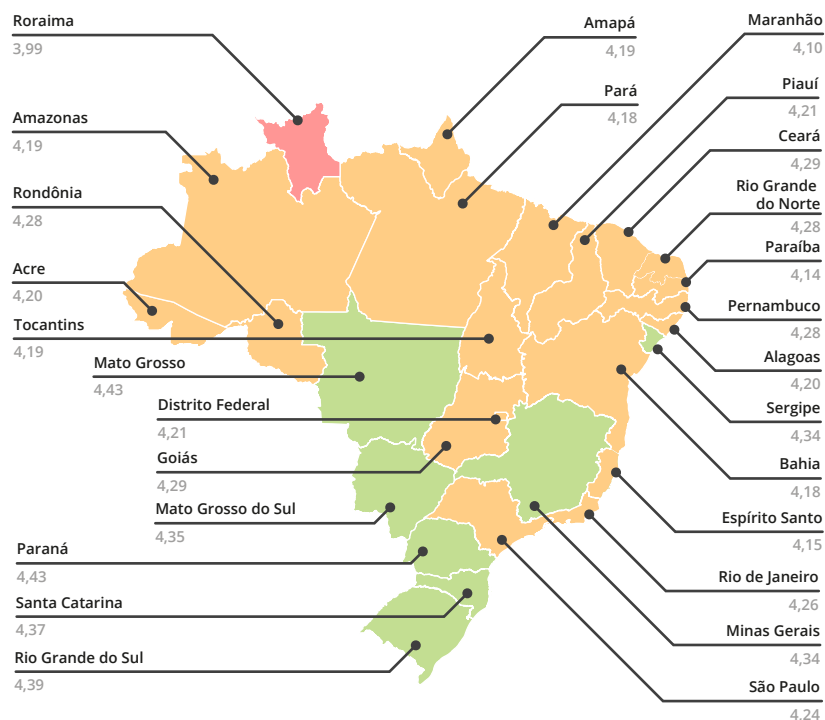 Roraima
3,99
Amazonas
4,19
Rondônia
4,28
Acre
4,20
Tocantins
4,19
Mato Grosso
4,43
Distrito Federal
4,21
Goiás
4,29
Mato Grosso do Sul
4,35
Paraná
4,43
Santa Catarina
4,37
Rio Grande do Sul
4,39
Amapá
4,19
Pará
4,18
Maranhão
4,10
Piauí
4,21
Ceará
4,29
Rio Grande
do Norte
4,28
Paraíba
4,14
Pernambuco
4,28
Alagoas
4,20
Sergipe
4,34
Bahia
4,18
Espírito Santo
4,15
Rio de Janeiro
4,26
Minas Gerais
4,34
São Paulo
4,24